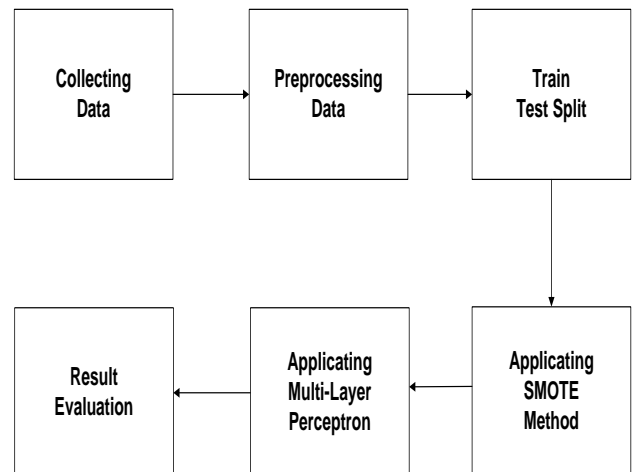 Collecting
Data
Preprocessing
Data
Train
Test Split
Applicating
SMOTE
Method
Applicating
Multi-Layer
Perceptron
Result
Evaluation